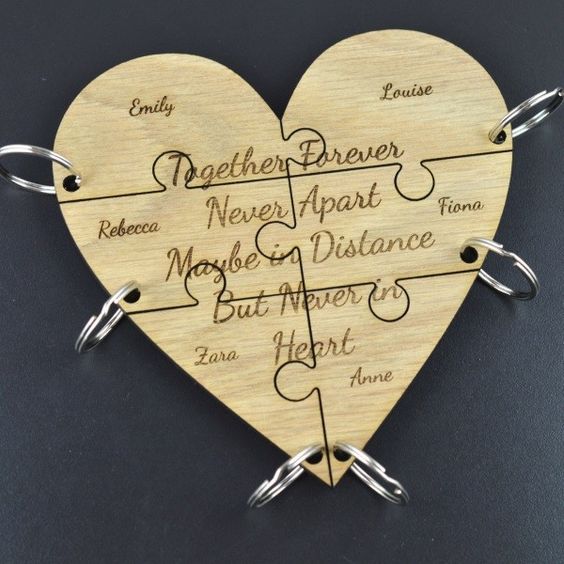 Emily
Louise
Together Forever
Rebecca
Never Apart
Fiona
Maybe in Distance
But Never in
Zara
Heart
Anne